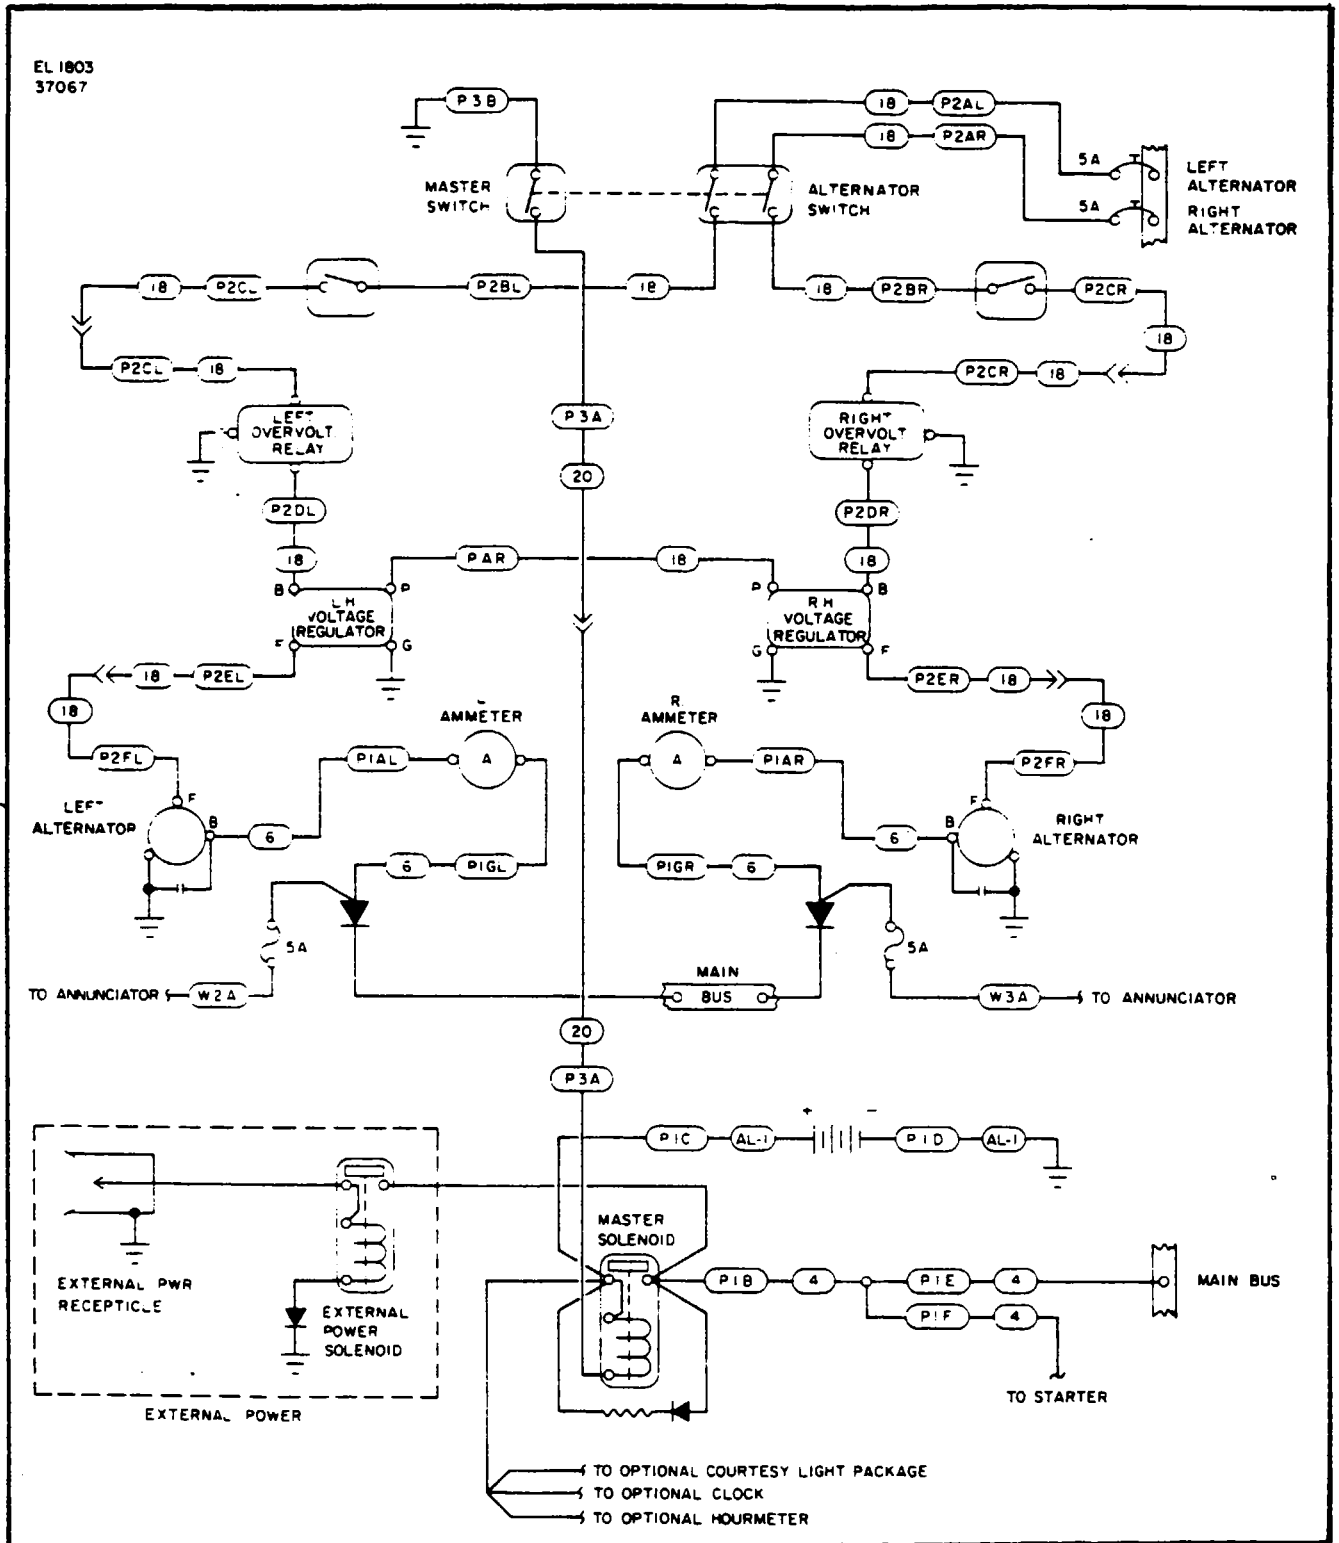 EL 1803
37067
P3B
18
P2AL
18
P2AR
5A
LEFT
ALTERNATOR
5A
RIGHT
ALTERNATOR
MASTER
SWITCH
ALTERNATOR
SWITCH
18
P2CL
P2BL
18
18
P2BR
P2CR
18
P2CL
18
P2CR
18
P3A
LEFT
OVERVOLT
RELAY
RIGHT
OVERVOLT
RELAY
20
P2DL
P2DR
18
PAR
18
18
B
P
LH
VOLTAGE
REGULATOR
F
G
P
B
RH
VOLTAGE
REGULATOR
G
F
18
P2EL
P2ER
18
18
18
L
AMMETER
R.
AMMETER
P2FL
P1AL
A
A
P1AR
P2FR
LEFT
ALTERNATOR
F
B
6
6
B
F
RIGHT
ALTERNATOR
6
P1GL
P1GR
6
5A
5A
TO ANNUNCIATOR
W2A
MAIN
BUS
W3A
TO ANNUNCIATOR
20
P3A
P1C
AL-1
+
-
P1D
AL-1
MASTER
SOLENOID
EXTERNAL PWR
RECEPTICLE
EXTERNAL
POWER
SOLENOID
P1B
4
P1E
4
MAIN BUS
P1F
4
TO STARTER
EXTERNAL POWER
TO OPTIONAL COURTESY LIGHT PACKAGE
TO OPTIONAL CLOCK
TO OPTIONAL HOURMETER